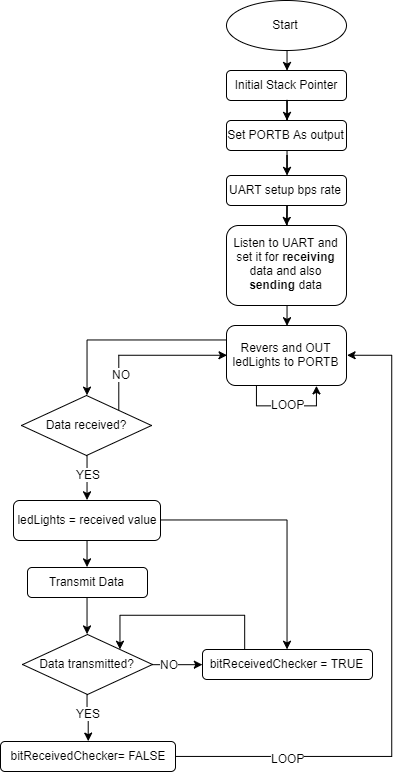 Start
Initial Stack Pointer
Set PORTB As output
UART setup bps rate
Listen to UART and
set it for receiving
data and also
sending data
Revers and OUT
ledLights to PORTB
LOOP
NO
Data received?
YES
ledLights = received value
Transmit Data
Data transmitted?
NO
bitReceivedChecker = TRUE
YES
bitReceivedChecker= FALSE
LOOP